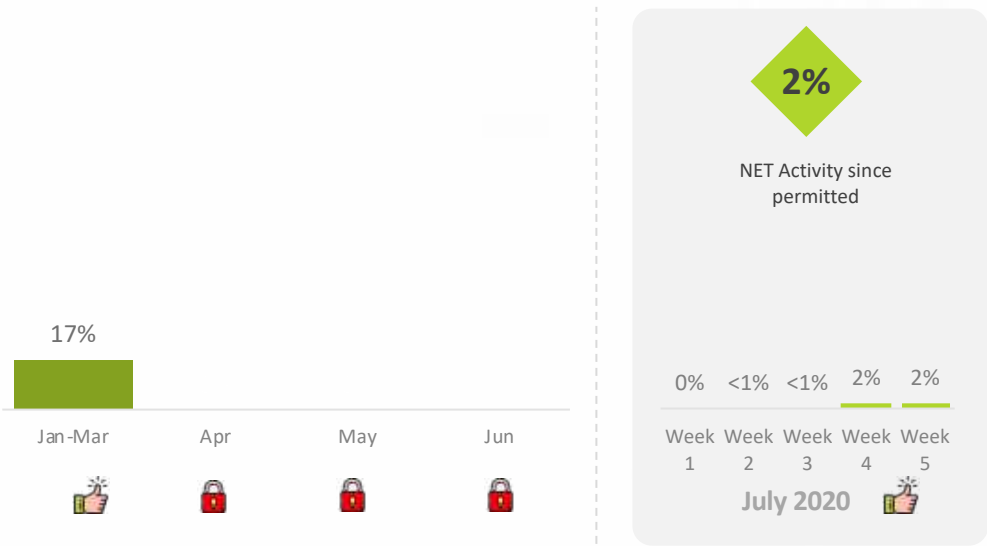 17%
Jan-Mar
Apr
May
Jun
2%
NET Activity since
permitted
0%
<1%
<1%
2%
2%
Week
1
Week
2
Week
3
Week
4
Week
5
July 2020